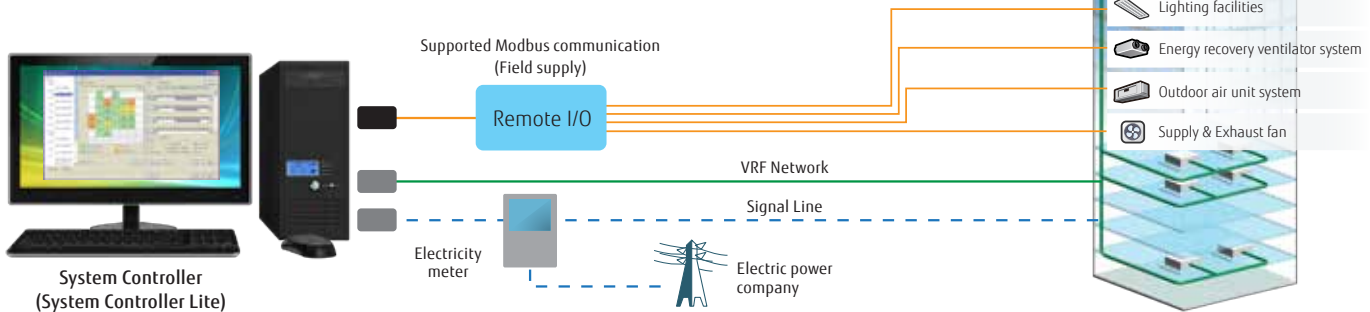 Lighting facilities
Supported Modbus communication
(Field supply)
Energy recovery ventilator system
Remote I/O
Outdoor air unit system
Supply & Exhaust fan
VRF Network
Signal Line
Electricity
meter
Electric power
company
System Controller
(System Controller Lite)